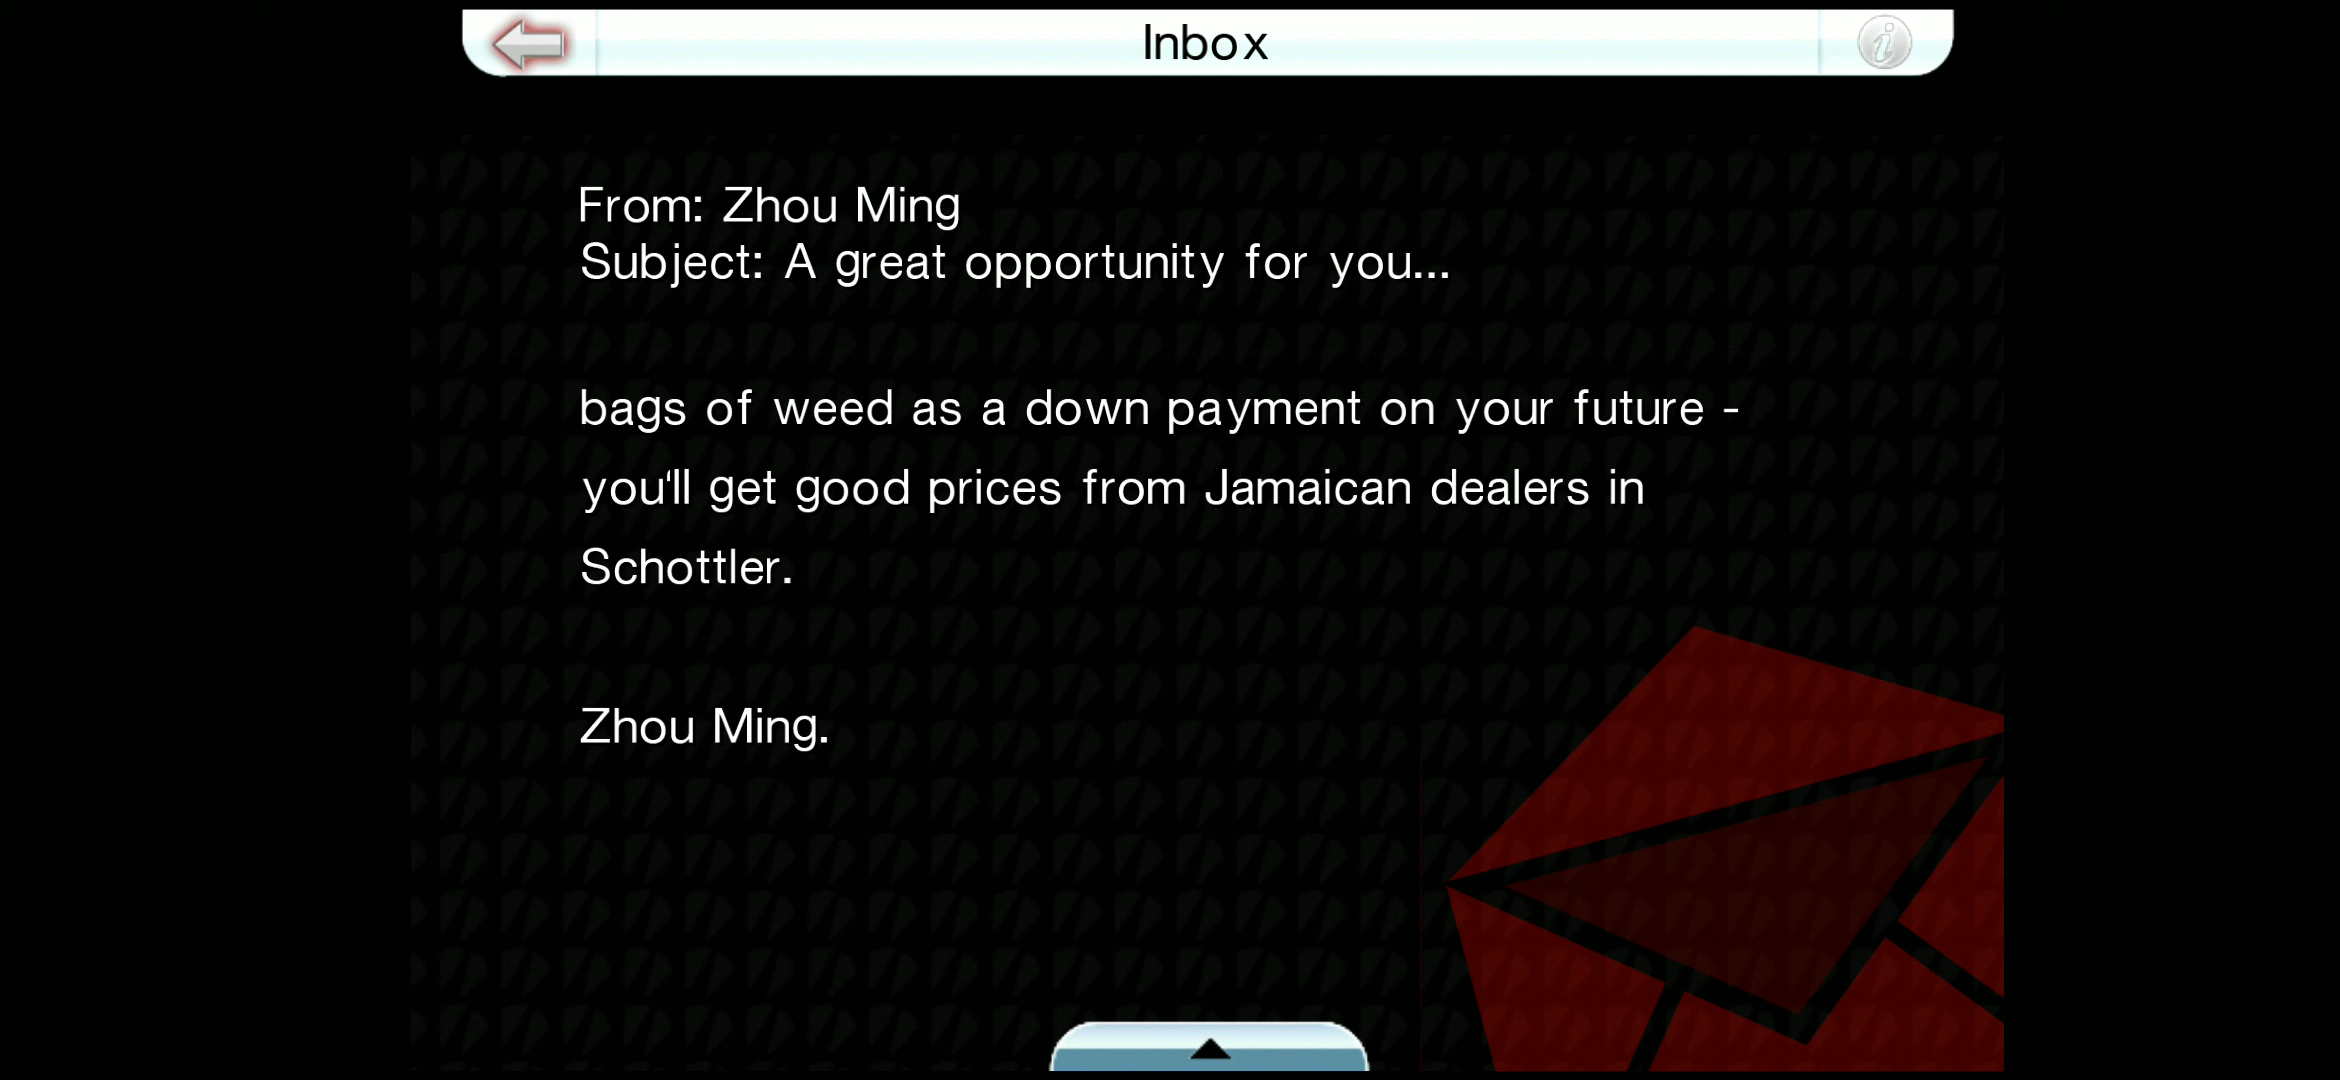 Inbox
From: Zhou Ming
Subject: A great opportunity for you...
bags of weed as a down payment on your future -
you'll get good prices from Jamaican dealers in
Schottler.
Zhou Ming.